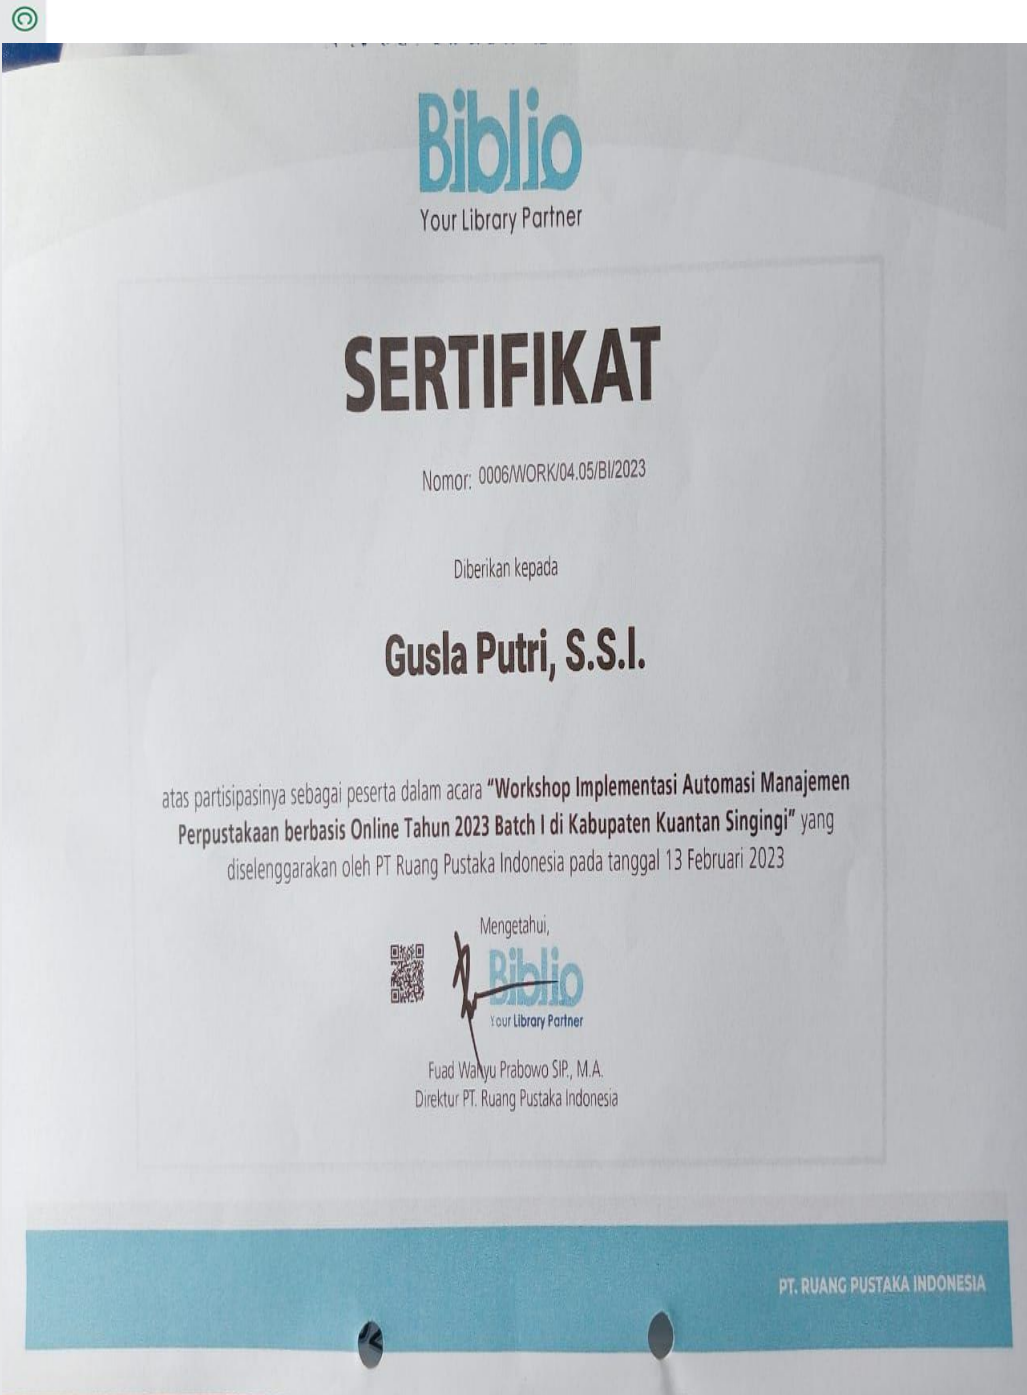 Biblio
Your Library Partner
SERTIFIKAT
Nomor: 0006/WORK/04.05/BI/2023
Diberikan kepada
Gusla Putri, S.S.I.
atas partisipasinya sebagai peserta dalam acara “Workshop Implementasi Automasi Manajemen
Perpustakaan berbasis Online Tahun 2023 Batch I di Kabupaten Kuantan Singingi” yang
diselenggarakan oleh PT Ruang Pustaka Indonesia pada tanggal 13 Februari 2023
Mengetahui,
Biblio
Your Library Partner
Fuad Wahyu Prabowo SIP., M.A.
Direktur PT. Ruang Pustaka Indonesia
PT. RUANG PUSTAKA INDONESIA